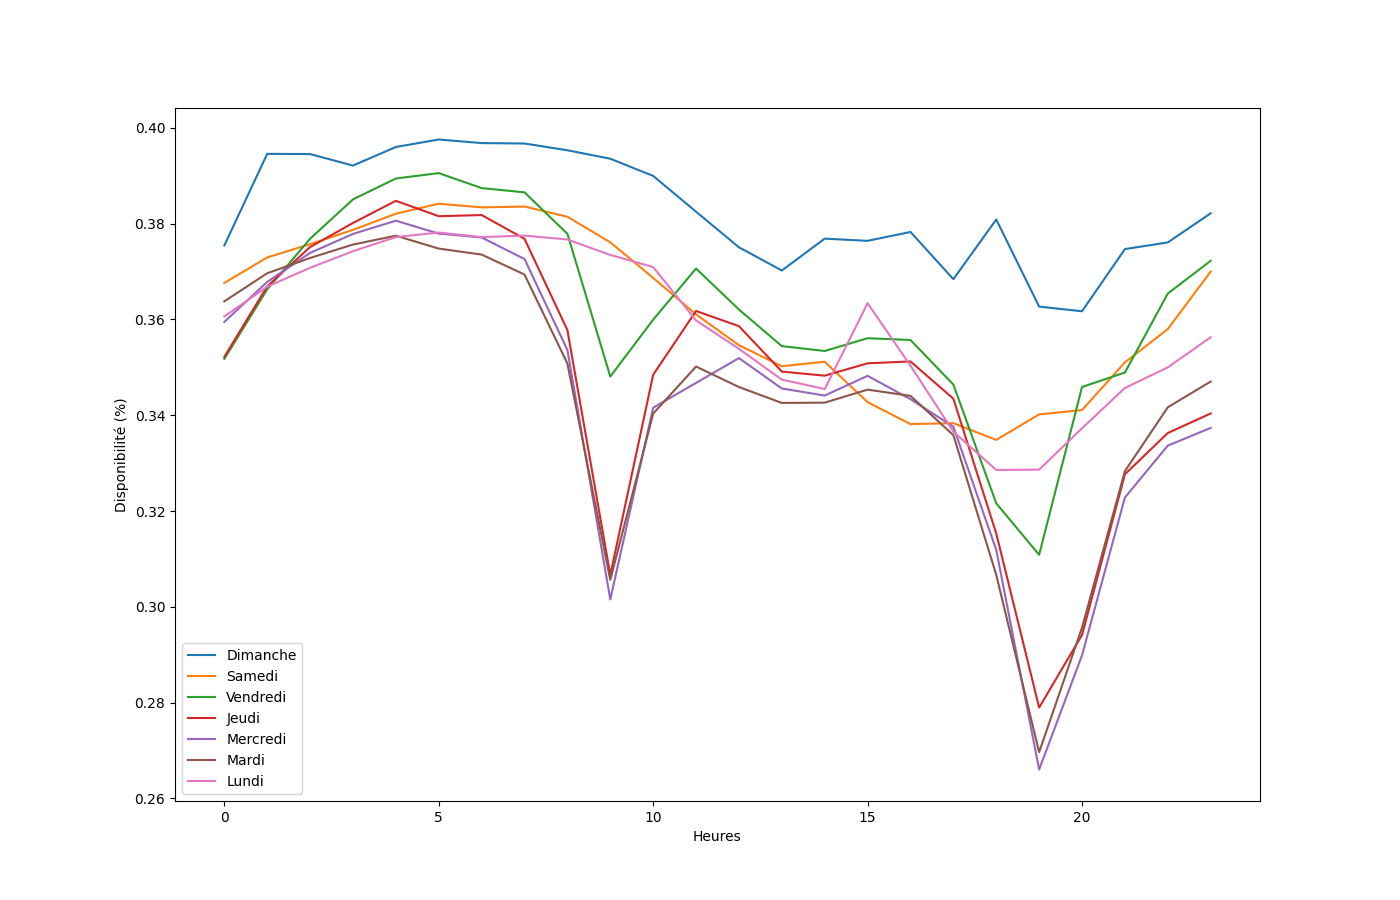 0.40
0.38
0.36
0.34
0.32
0.30
0.28
0.26
Disponibilité (%)
Dimanche
Samedi
Vendredi
Jeudi
Mercredi
Mardi
Lundi
0 5 10 15 20
Heures